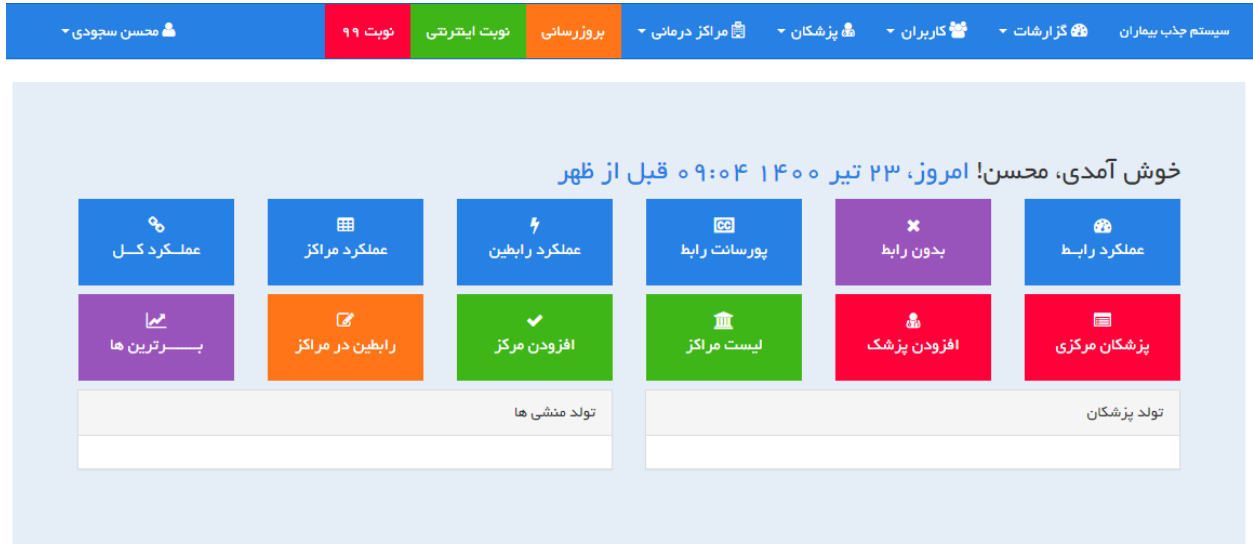 سیستم جذب بیماران گزارشات کاربران پزشکان مراکز درمانی بروزرسانی نوبت اینترنتی نوبت ۹۹ محسن سجودی
خوش آمدی، محسن! امروز، ۲۳ تیر ۱۴۰۰ ۰۹:۰۴ قبل از ظهر
عملکرد رابـط بدون رابط پورسانت رابط عملکرد رابطین عملکرد مراکز عملـکرد کـــل
پزشکان مرکزی افزودن پزشک لیست مراکز افزودن مرکز رابطین در مراکز بـــــــرترین ها
تولد پزشکان تولد منشی ها